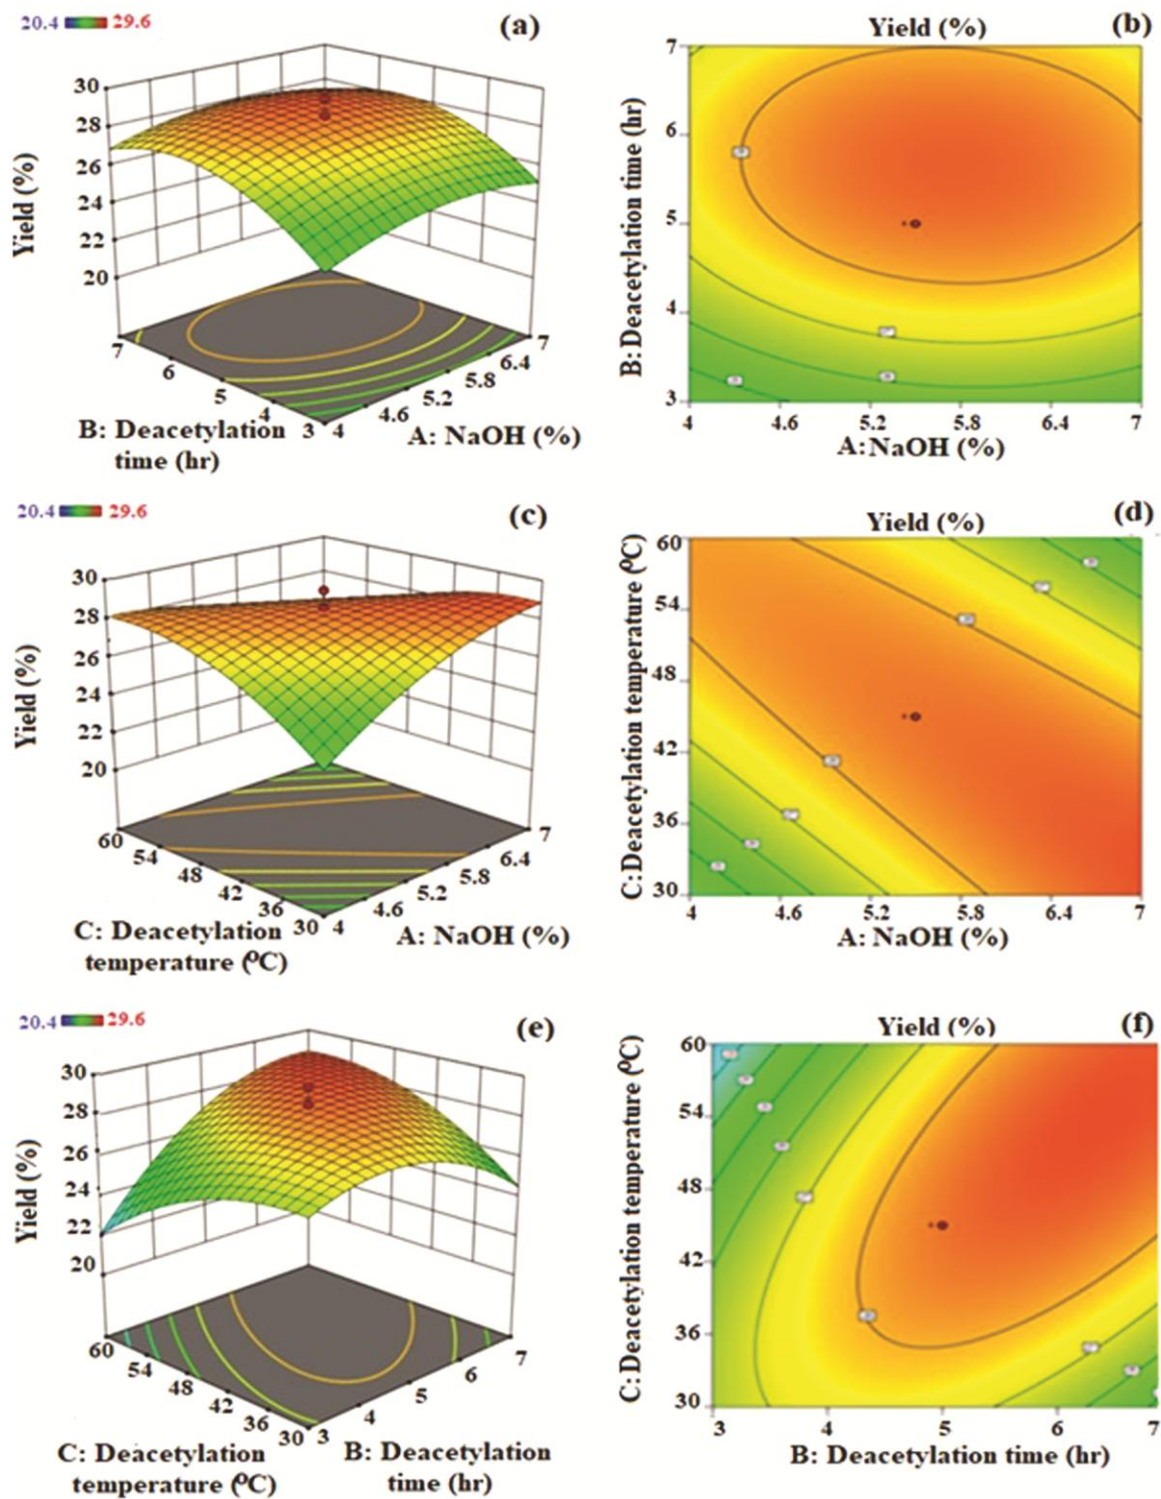 20.4 29.6 (a)
30
28
26
24
22
20
Yield (%)
7 6 5 4 3
4 4.6 5.2 5.8 6.4 7
B: Deacetylation
time (hr)
A: NaOH (%)
Yield (%) (b)
7
6
5
4
3
B: Deacetylation time (hr)
4 4.6 5.2 5.8 6.4 7
A: NaOH (%)
20.4 29.6 (c)
30
28
26
24
22
20
Yield (%)
60 54 48 42 36 30
4 4.6 5.2 5.8 6.4 7
C: Deacetylation
temperature (⁰C)
A: NaOH (%)
Yield (%) (d)
60
54
48
42
36
30
C: Deacetylation temperature (⁰C)
4 4.6 5.2 5.8 6.4 7
A: NaOH (%)
20.4 29.6 (e)
30
28
26
24
22
20
Yield (%)
60 54 48 42 36 30
3 4 5 6 7
C: Deacetylation
temperature (⁰C)
B: Deacetylation
time (hr)
Yield (%) (f)
60
54
48
42
36
30
C: Deacetylation temperature (⁰C)
3 4 5 6 7
B: Deacetylation time (hr)